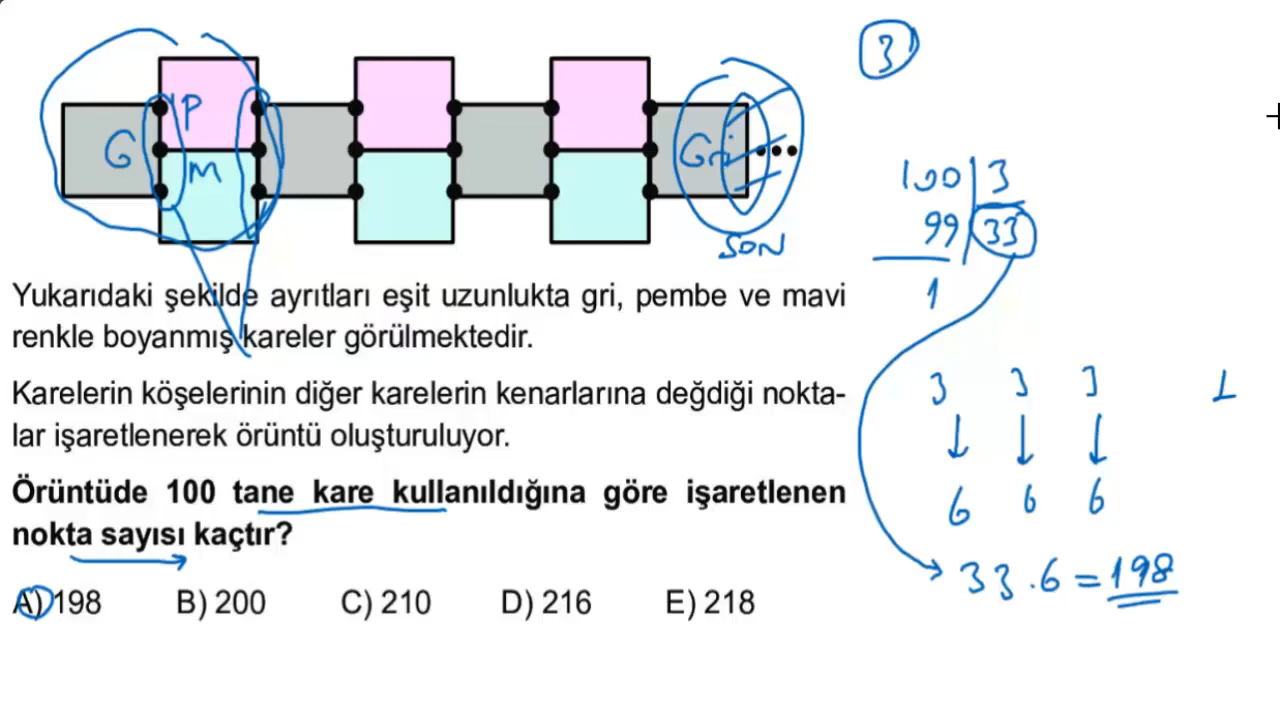 3
P
G
M
Gri
SON
100 3
99 33
1
Yukarıdaki şekilde ayrıtları eşit uzunlukta gri, pembe ve mavi
renkle boyanmış kareler görülmektedir.
Karelerin köşelerinin diğer karelerin kenarlarına değdiği nokta-
lar işaretlenerek örüntü oluşturuluyor.
3 3 3 1
6 6 6
Örüntüde 100 tane kare kullanıldığına göre işaretlenen
nokta sayısı kaçtır?
33.6=198
A) 198 B) 200 C) 210 D) 216 E) 218